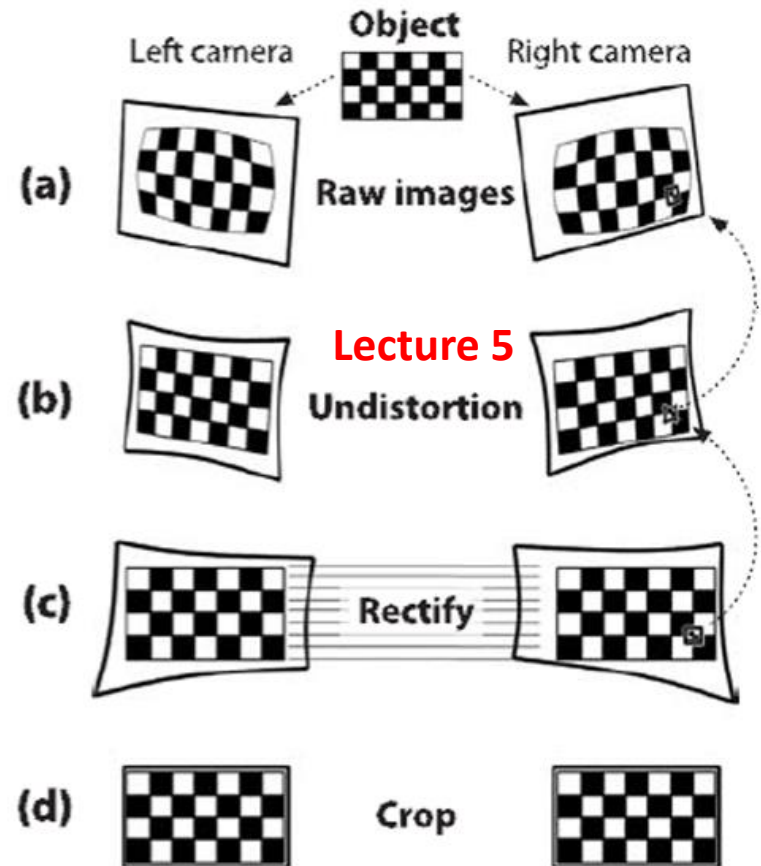 Object
Left camera
Right camera
(a)
Raw images
Lecture 5
(b)
Undistortion
(c)
Rectify
(d)
Crop